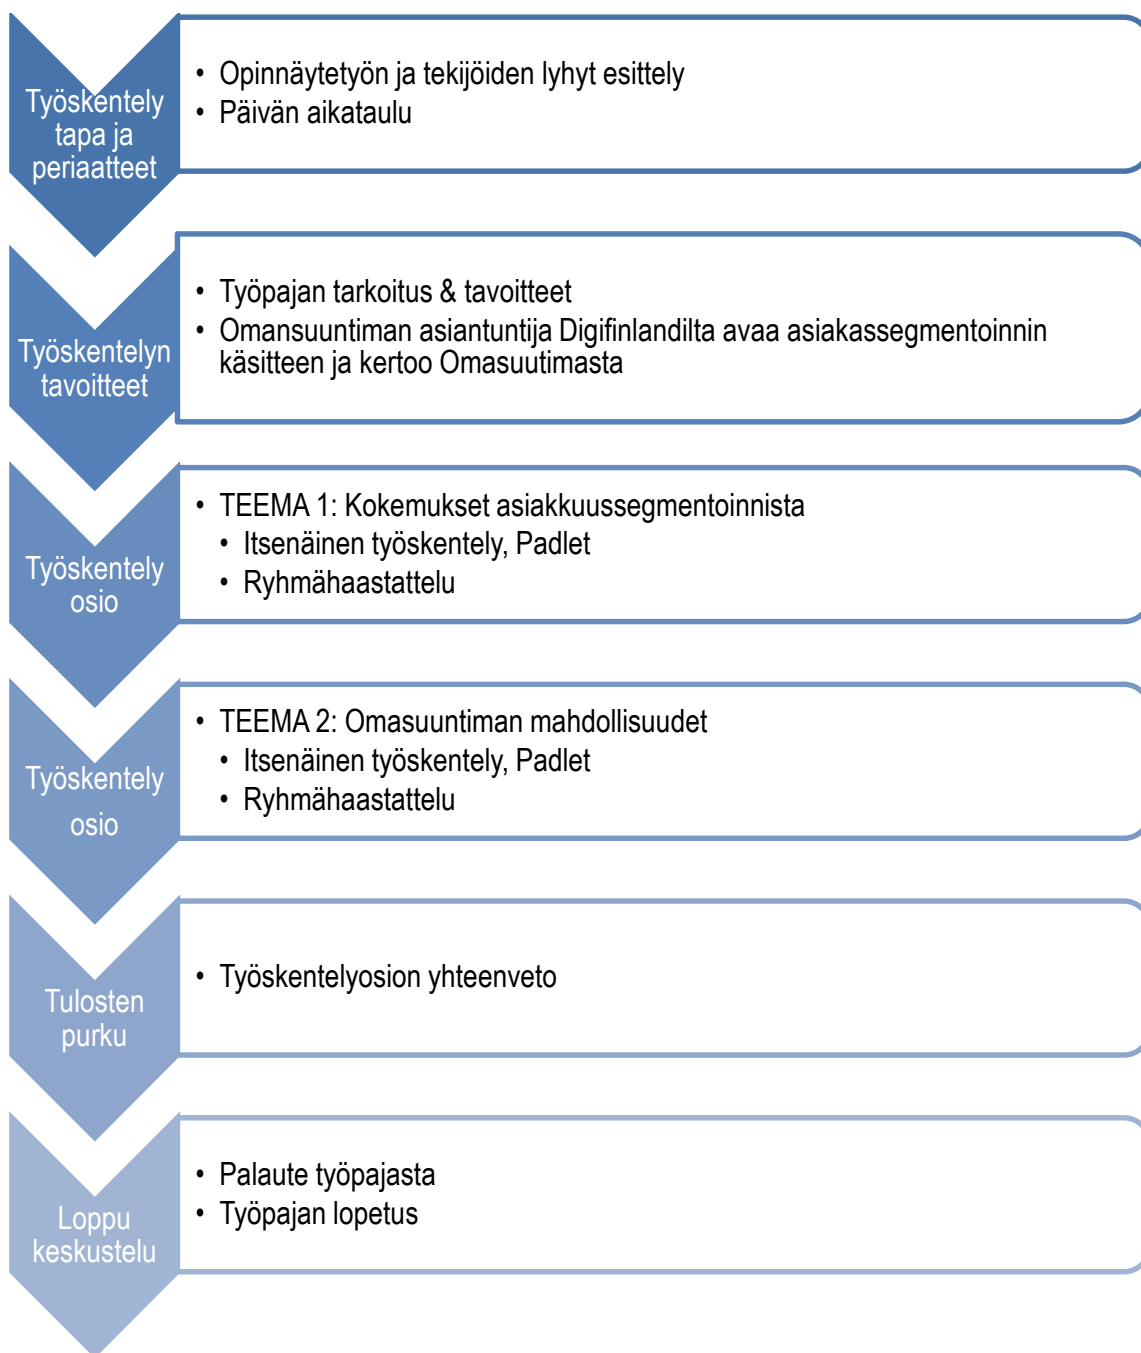 Työskentely
tapa ja
periaatteet
• Opinnäytetyön ja tekijöiden lyhyt esittely
• Päivän aikataulu
Työskentelyn
tavoitteet
• Työpajan tarkoitus & tavoitteet
• Omansuuntiman asiantuntija Digifinlandilta avaa asiakassegmentoinnin
käsitteen ja kertoo Omasuutimasta
Työskentely
osio
• TEEMA 1: Kokemukset asiakkuussegmentoinnista
• Itsenäinen työskentely, Padlet
• Ryhmähaastattelu
Työskentely
osio
• TEEMA 2: Omasuuntiman mahdollisuudet
• Itsenäinen työskentely, Padlet
• Ryhmähaastattelu
Tulosten
purku
• Työskentelyosion yhteenveto
Loppu
keskustelu
• Palaute työpajasta
• Työpajan lopetus